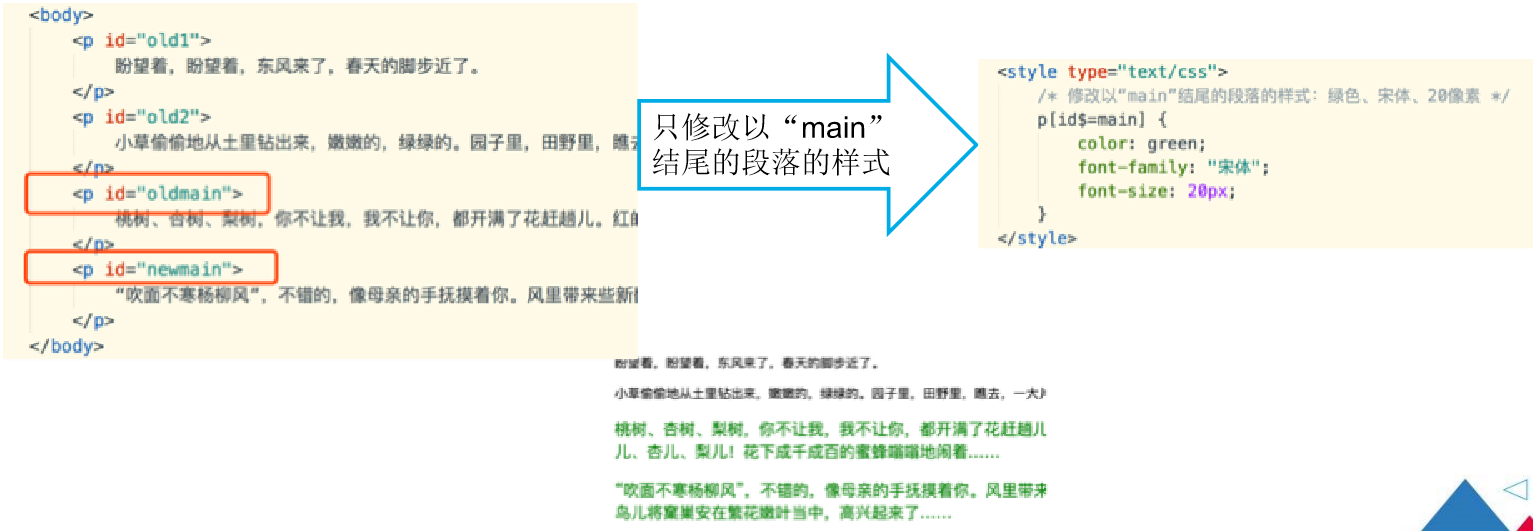 <body>
<p id="old1">
盼望着，盼望着，东风来了，春天的脚步近了。
</p>
<p id="old2">
小草偷偷地从土里钻出来，嫩嫩的，绿绿的。园子里，田野里，瞧去
</p>
<p id="oldmain">
桃树、杏树、梨树，你不让我，我不让你，都开满了花赶趟儿。红的
</p>
<p id="newmain">
“吹面不寒杨柳风”，不错的，像母亲的手抚摸着你。风里带来些新
</p>
</body>
只修改以“main”
结尾的段落的样式
<style type="text/css">
/* 修改以“main”结尾的段落的样式：绿色、宋体、20像素 */
p[id$=main] {
color: green;
font-family: "宋体";
font-size: 20px;
}
</style>
盼望着，盼望着，东风来了，春天的脚步近了。
小草偷偷地从土里钻出来，嫩嫩的，绿绿的。园子里，田野里，瞧去，一大片
桃树、杏树、梨树，你不让我，我不让你，都开满了花赶趟儿
儿、杏儿、梨儿！花下成千成百的蜜蜂嗡嗡地闹着……
“吹面不寒杨柳风”，不错的，像母亲的手抚摸着你。风里带来
鸟儿将窠巢安在繁花嫩叶当中，高兴起来了……